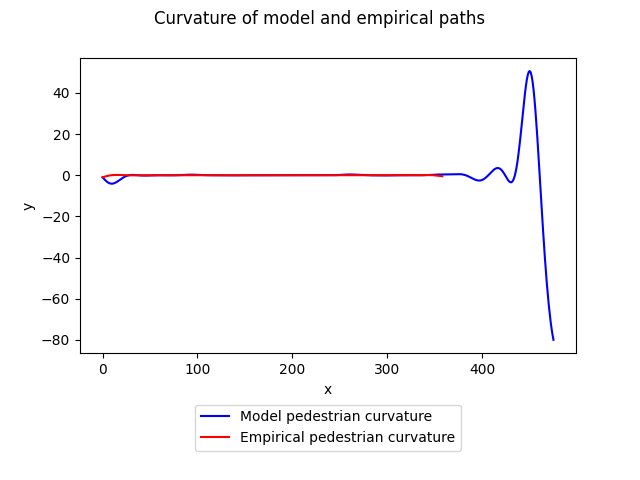 Curvature of model and empirical paths
40
20
0
−20
−40
−60
−80
y
0 100 200 300 400
x
Model pedestrian curvature
Empirical pedestrian curvature